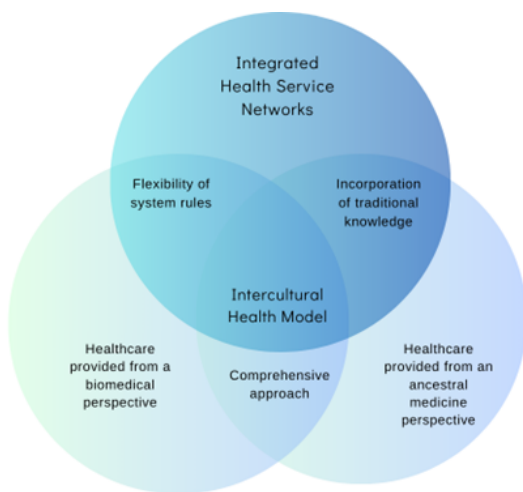 Integrated
Health Service
Networks
Flexibility of
system rules
Incorporation
of traditional
knowledge
Intercultural
Health Model
Healthcare
provided from a
biomedical
perspective
Comprehensive
approach
Healthcare
provided from an
ancestral
medicine
perspective